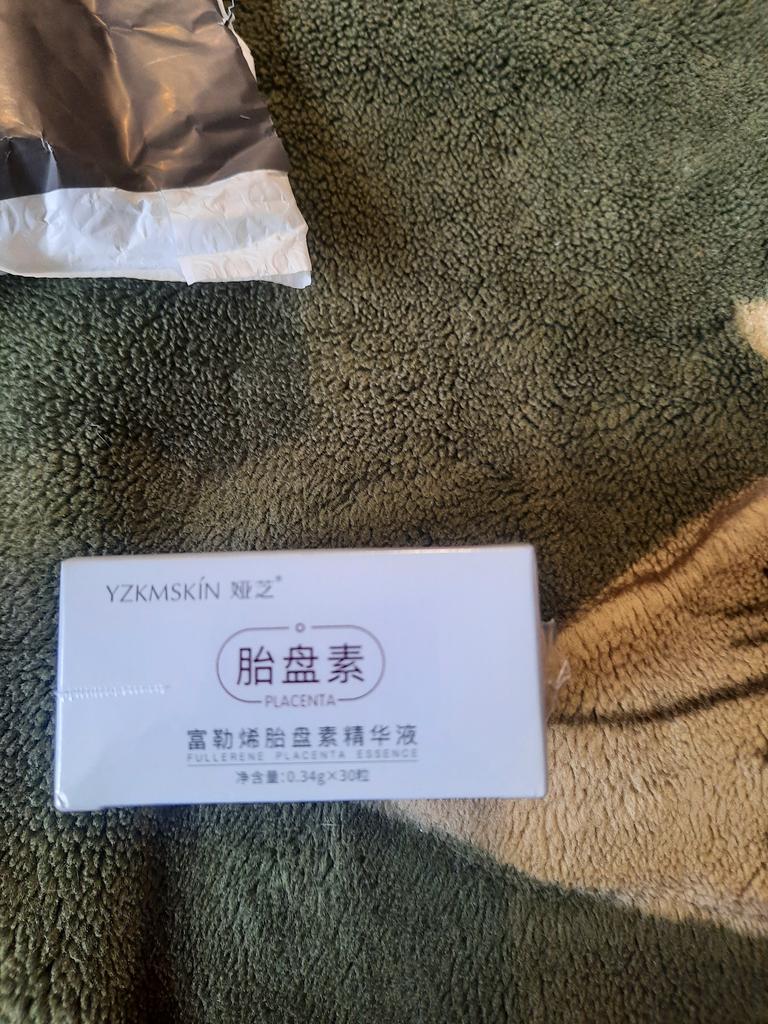 YZKMSKÍN 娅芝®
胎盘素
PLACENTA
富勒烯胎盘素精华液
FULLERENE PLACENTA ESSENCE
净含量:0.34g×30粒